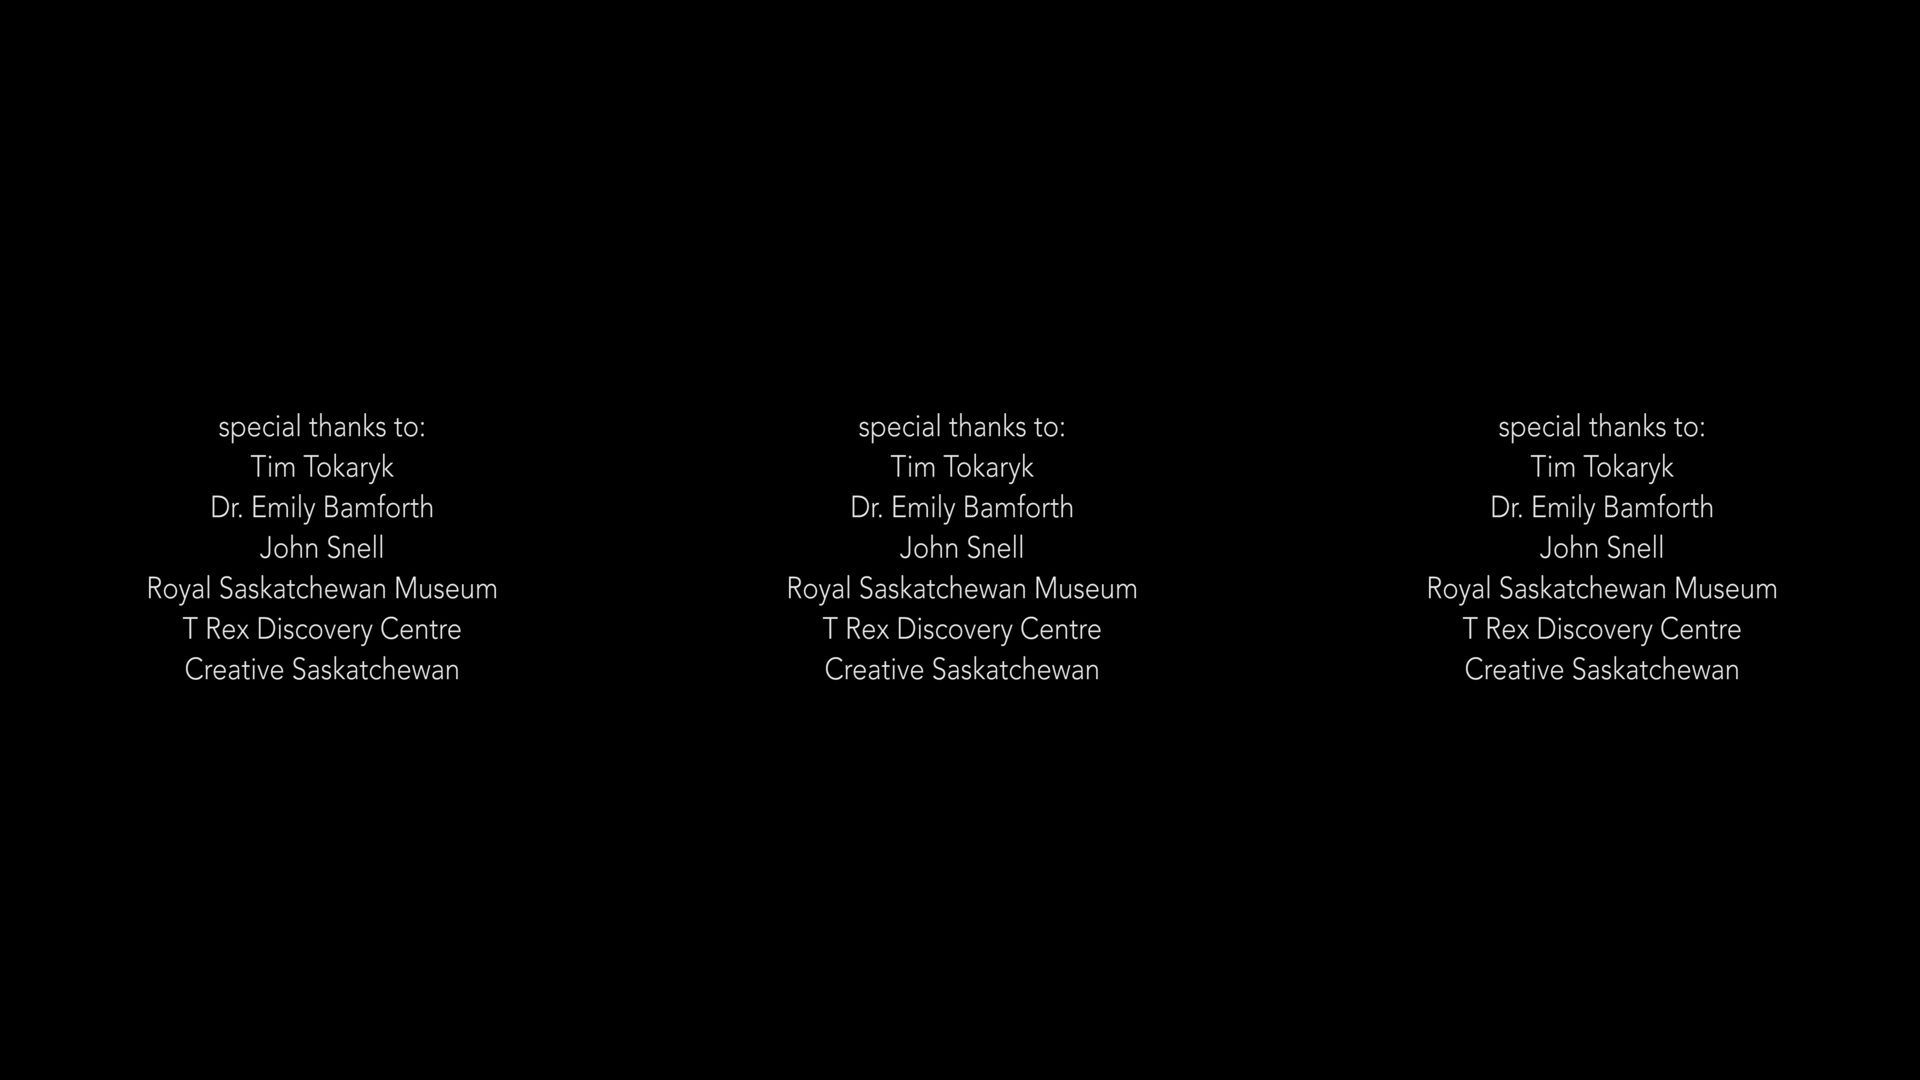 special thanks to:
Tim Tokaryk
Dr. Emily Bamforth
John Snell
Royal Saskatchewan Museum
T Rex Discovery Centre
Creative Saskatchewan
special thanks to:
Tim Tokaryk
Dr. Emily Bamforth
John Snell
Royal Saskatchewan Museum
T Rex Discovery Centre
Creative Saskatchewan
special thanks to:
Tim Tokaryk
Dr. Emily Bamforth
John Snell
Royal Saskatchewan Museum
T Rex Discovery Centre
Creative Saskatchewan